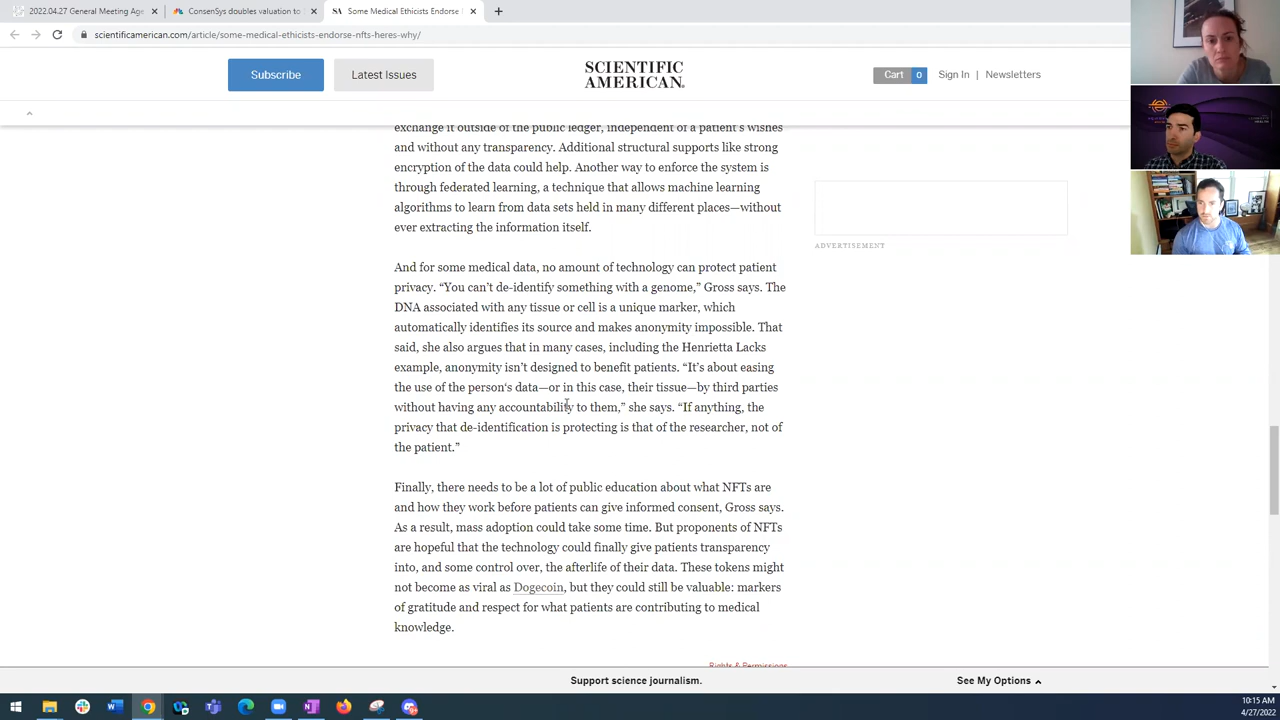 2022.04.27 General Meeting Age
ConsenSys doubles valuation to
SA Some Medical Ethicists Endorse
scientificamerican.com/article/some-medical-ethicists-endorse-nfts-heres-why/
Subscribe
Latest Issues
SCIENTIFIC
AMERICAN®
Cart 0
Sign In | Newsletters
exchange it outside of the public ledger, independent of a patient's wishes
and without any transparency. Additional structural supports like strong
encryption of the data could help. Another way to enforce the system is
through federated learning, a technique that allows machine learning
algorithms to learn from data sets held in many different places—without
ever extracting the information itself.
ADVERTISEMENT
And for some medical data, no amount of technology can protect patient
privacy. “You can’t de-identify something with a genome,” Gross says. The
DNA associated with any tissue or cell is a unique marker, which
automatically identifies its source and makes anonymity impossible. That
said, she also argues that in many cases, including the Henrietta Lacks
example, anonymity isn’t designed to benefit patients. “It’s about easing
the use of the person‘s data—or in this case, their tissue—by third parties
without having any accountability to them,” she says. “If anything, the
privacy that de-identification is protecting is that of the researcher, not of
the patient.”
Finally, there needs to be a lot of public education about what NFTs are
and how they work before patients can give informed consent, Gross says.
As a result, mass adoption could take some time. But proponents of NFTs
are hopeful that the technology could finally give patients transparency
into, and some control over, the afterlife of their data. These tokens might
not become as viral as Dogecoin, but they could still be valuable: markers
of gratitude and respect for what patients are contributing to medical
knowledge.
Rights & Permissions
Support science journalism.
See My Options
10:15 AM
4/27/2022